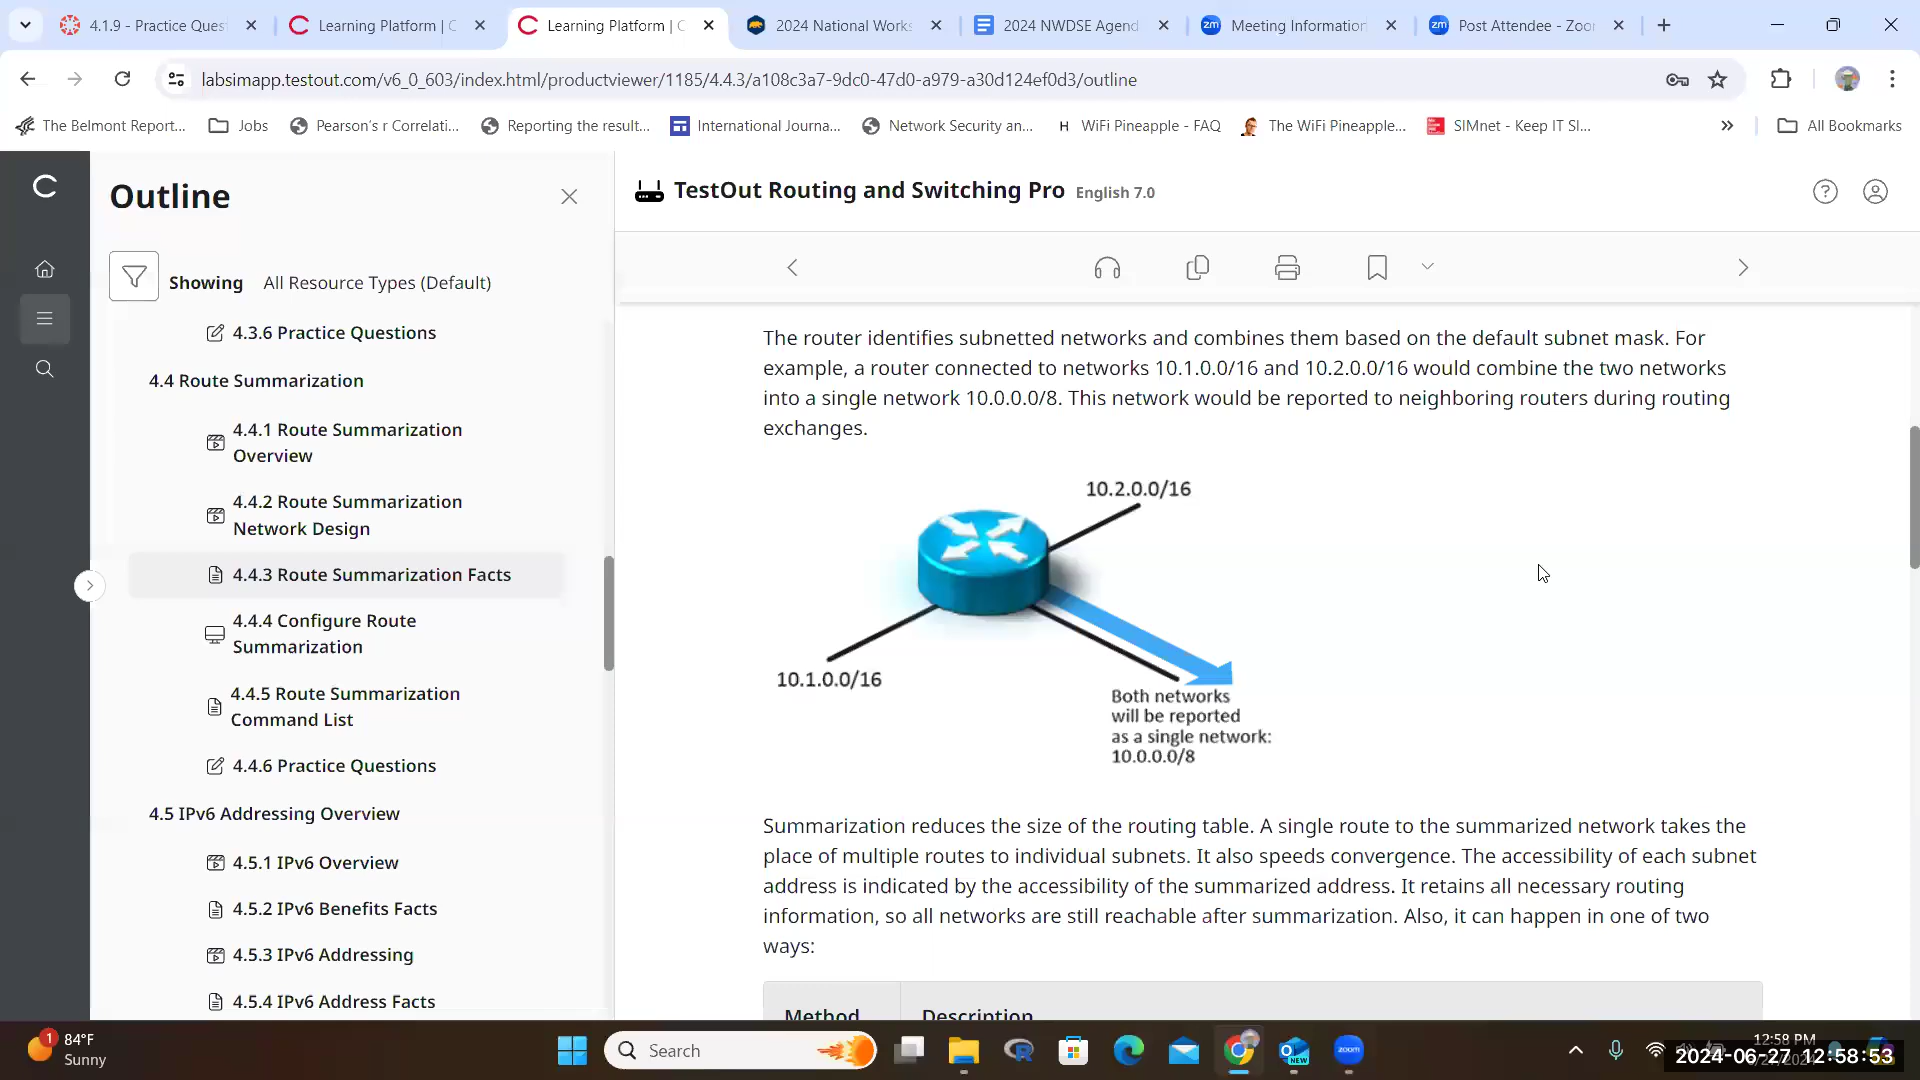 4.1.9 - Practice Quest
Learning Platform | C
Learning Platform | C
2024 National Works
2024 NWDSE Agend
zm Meeting Information
zm Post Attendee - Zoo
labsimapp.testout.com/v6_0_603/index.html/productviewer/1185/4.4.3/a108c3a7-9dc0-47d0-a979-a30d124ef0d3/outline
The Belmont Report...
Jobs
Pearson's r Correlati...
Reporting the result...
International Journa...
Network Security an...
H WiFi Pineapple - FAQ
The WiFi Pineapple...
SIMnet - Keep IT SI...
All Bookmarks
Outline
Showing All Resource Types (Default)
4.3.6 Practice Questions
4.4 Route Summarization
4.4.1 Route Summarization
Overview
4.4.2 Route Summarization
Network Design
4.4.3 Route Summarization Facts
4.4.4 Configure Route
Summarization
4.4.5 Route Summarization
Command List
4.4.6 Practice Questions
4.5 IPv6 Addressing Overview
4.5.1 IPv6 Overview
4.5.2 IPv6 Benefits Facts
4.5.3 IPv6 Addressing
4.5.4 IPv6 Address Facts
TestOut Routing and Switching Pro English 7.0
The router identifies subnetted networks and combines them based on the default subnet mask. For
example, a router connected to networks 10.1.0.0/16 and 10.2.0.0/16 would combine the two networks
into a single network 10.0.0.0/8. This network would be reported to neighboring routers during routing
exchanges.
10.2.0.0/16
10.1.0.0/16
Both networks
will be reported
as a single network:
10.0.0.0/8
Summarization reduces the size of the routing table. A single route to the summarized network takes the
place of multiple routes to individual subnets. It also speeds convergence. The accessibility of each subnet
address is indicated by the accessibility of the summarized address. It retains all necessary routing
information, so all networks are still reachable after summarization. Also, it can happen in one of two
ways:
Method Description
1
84°F
Sunny
Search
NEW
zoom
12:58 PM
2024-06-27 12:58:53